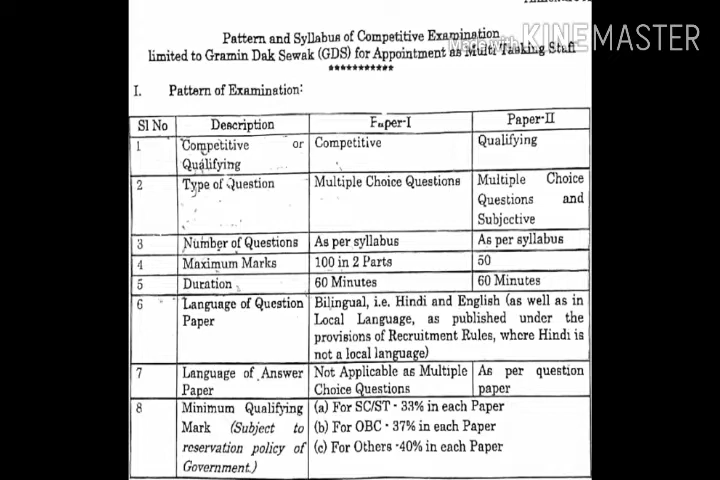 Pattern and Syllabus of Competitive Examination
limited to Gramin Dak Sewak (GDS) for Appointment as Multi Tasking Staff
Made with KINEMASTER
***********
I. Pattern of Examination:
Sl No Description Paper-I Paper-II
1 Competitive or Qualifying Competitive Qualifying
2 Type of Question Multiple Choice Questions Multiple Choice Questions and Subjective
3 Number of Questions As per syllabus As per syllabus
4 Maximum Marks 100 in 2 Parts 50
5 Duration 60 Minutes 60 Minutes
6 Language of Question Paper Bilingual, i.e. Hindi and English (as well as in
Local Language, as published under the
provisions of Recruitment Rules, where Hindi is
not a local language)
7 Language of Answer Paper Not Applicable as Multiple Choice Questions As per question paper
8 Minimum Qualifying Mark (Subject to reservation policy of Government.) (a) For SC/ST - 33% in each Paper
(b) For OBC - 37% in each Paper
(c) For Others -40% in each Paper